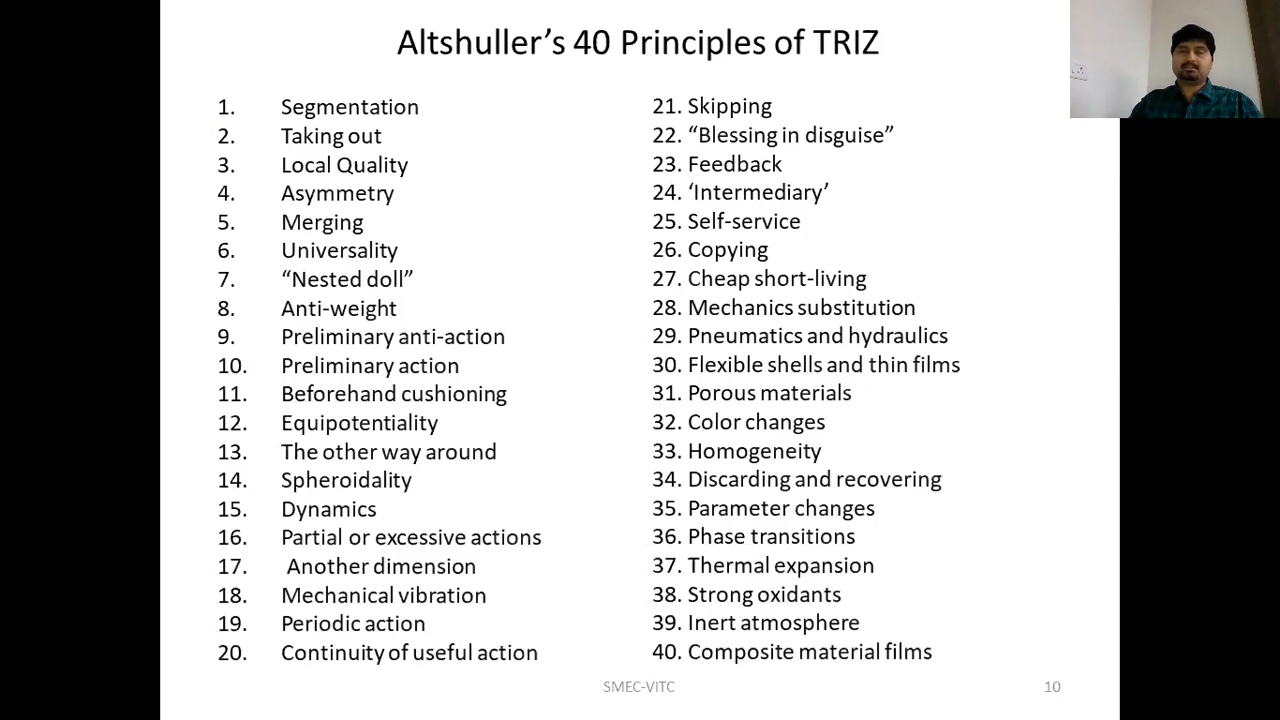 Altshuller’s 40 Principles of TRIZ
1. Segmentation
2. Taking out
3. Local Quality
4. Asymmetry
5. Merging
6. Universality
7. “Nested doll”
8. Anti-weight
9. Preliminary anti-action
10. Preliminary action
11. Beforehand cushioning
12. Equipotentiality
13. The other way around
14. Spheroidality
15. Dynamics
16. Partial or excessive actions
17. Another dimension
18. Mechanical vibration
19. Periodic action
20. Continuity of useful action
21. Skipping
22. “Blessing in disguise”
23. Feedback
24. ‘Intermediary’
25. Self-service
26. Copying
27. Cheap short-living
28. Mechanics substitution
29. Pneumatics and hydraulics
30. Flexible shells and thin films
31. Porous materials
32. Color changes
33. Homogeneity
34. Discarding and recovering
35. Parameter changes
36. Phase transitions
37. Thermal expansion
38. Strong oxidants
39. Inert atmosphere
40. Composite material films
SMEC-VITC
10